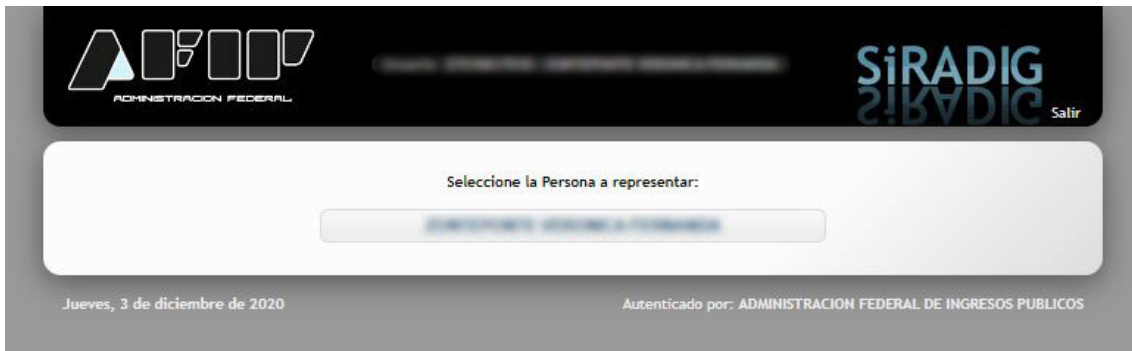 AFIP
ADMINISTRACION FEDERAL
SiRADIG
Salir
Seleccione la Persona a representar:
Jueves, 3 de diciembre de 2020
Autenticado por: ADMINISTRACION FEDERAL DE INGRESOS PUBLICOS